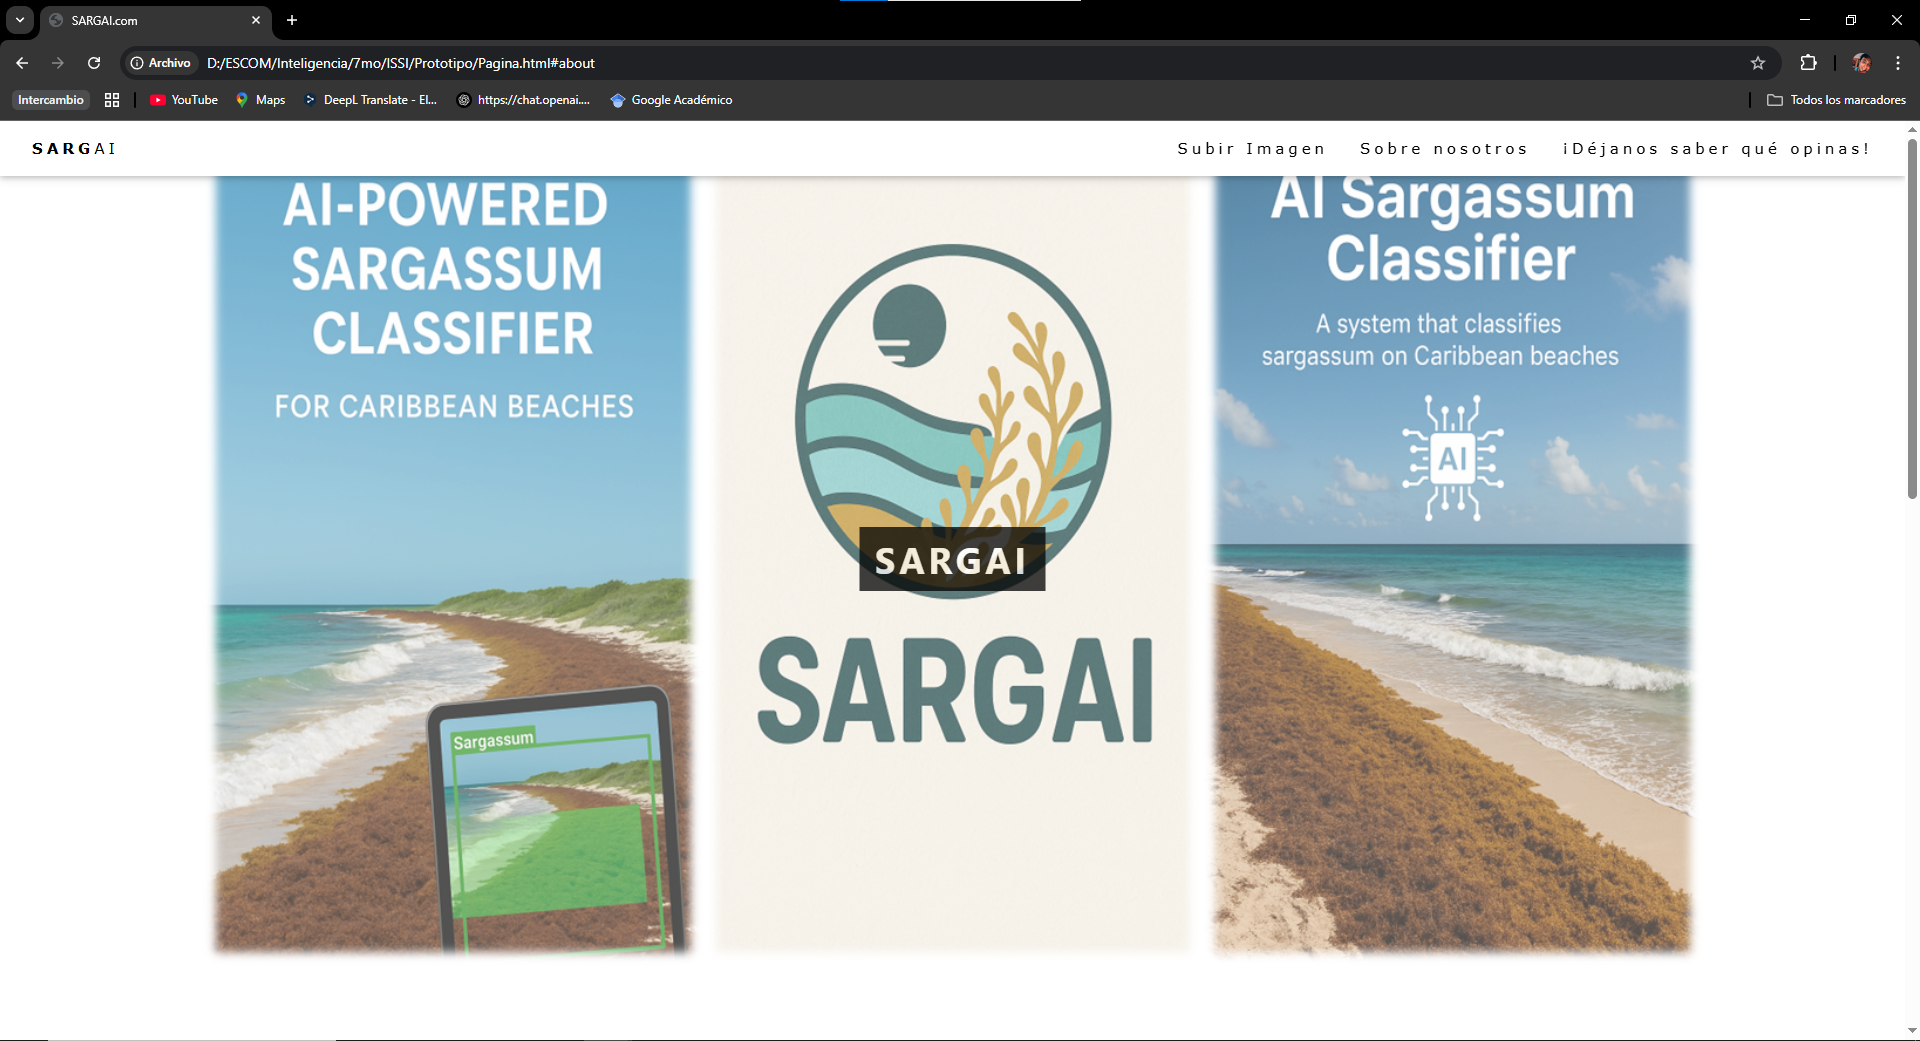 SARGAI.com
Archivo
D:/ESCOM/Inteligencia/7mo/ISSI/Prototipo/Pagina.html#about
Intercambio
YouTube
Maps
DeepL Translate - El...
https://chat.openai....
Google Académico
Todos los marcadores
SARGAI
Subir Imagen
Sobre nosotros
¡Déjanos saber qué opinas!
AI-POWERED
SARGASSUM
CLASSIFIER
FOR CARIBBEAN BEACHES
Sargassum
SARGAI
SARGAI
AI Sargassum
Classifier
A system that classifies
sargassum on Caribbean beaches
AI